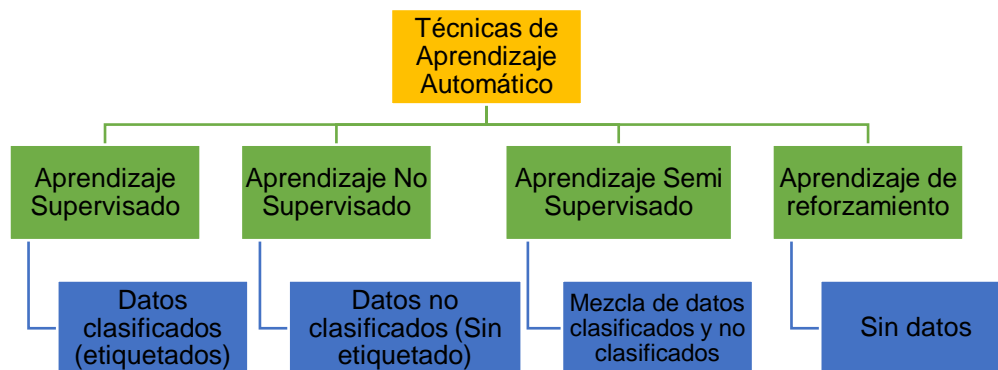 Técnicas de
Aprendizaje
Automático
Aprendizaje
Supervisado
Aprendizaje No
Supervisado
Aprendizaje Semi
Supervisado
Aprendizaje de
reforzamiento
Datos
clasificados
(etiquetados)
Datos no
clasificados (Sin
etiquetado)
Mezcla de datos
clasificados y no
clasificados
Sin datos